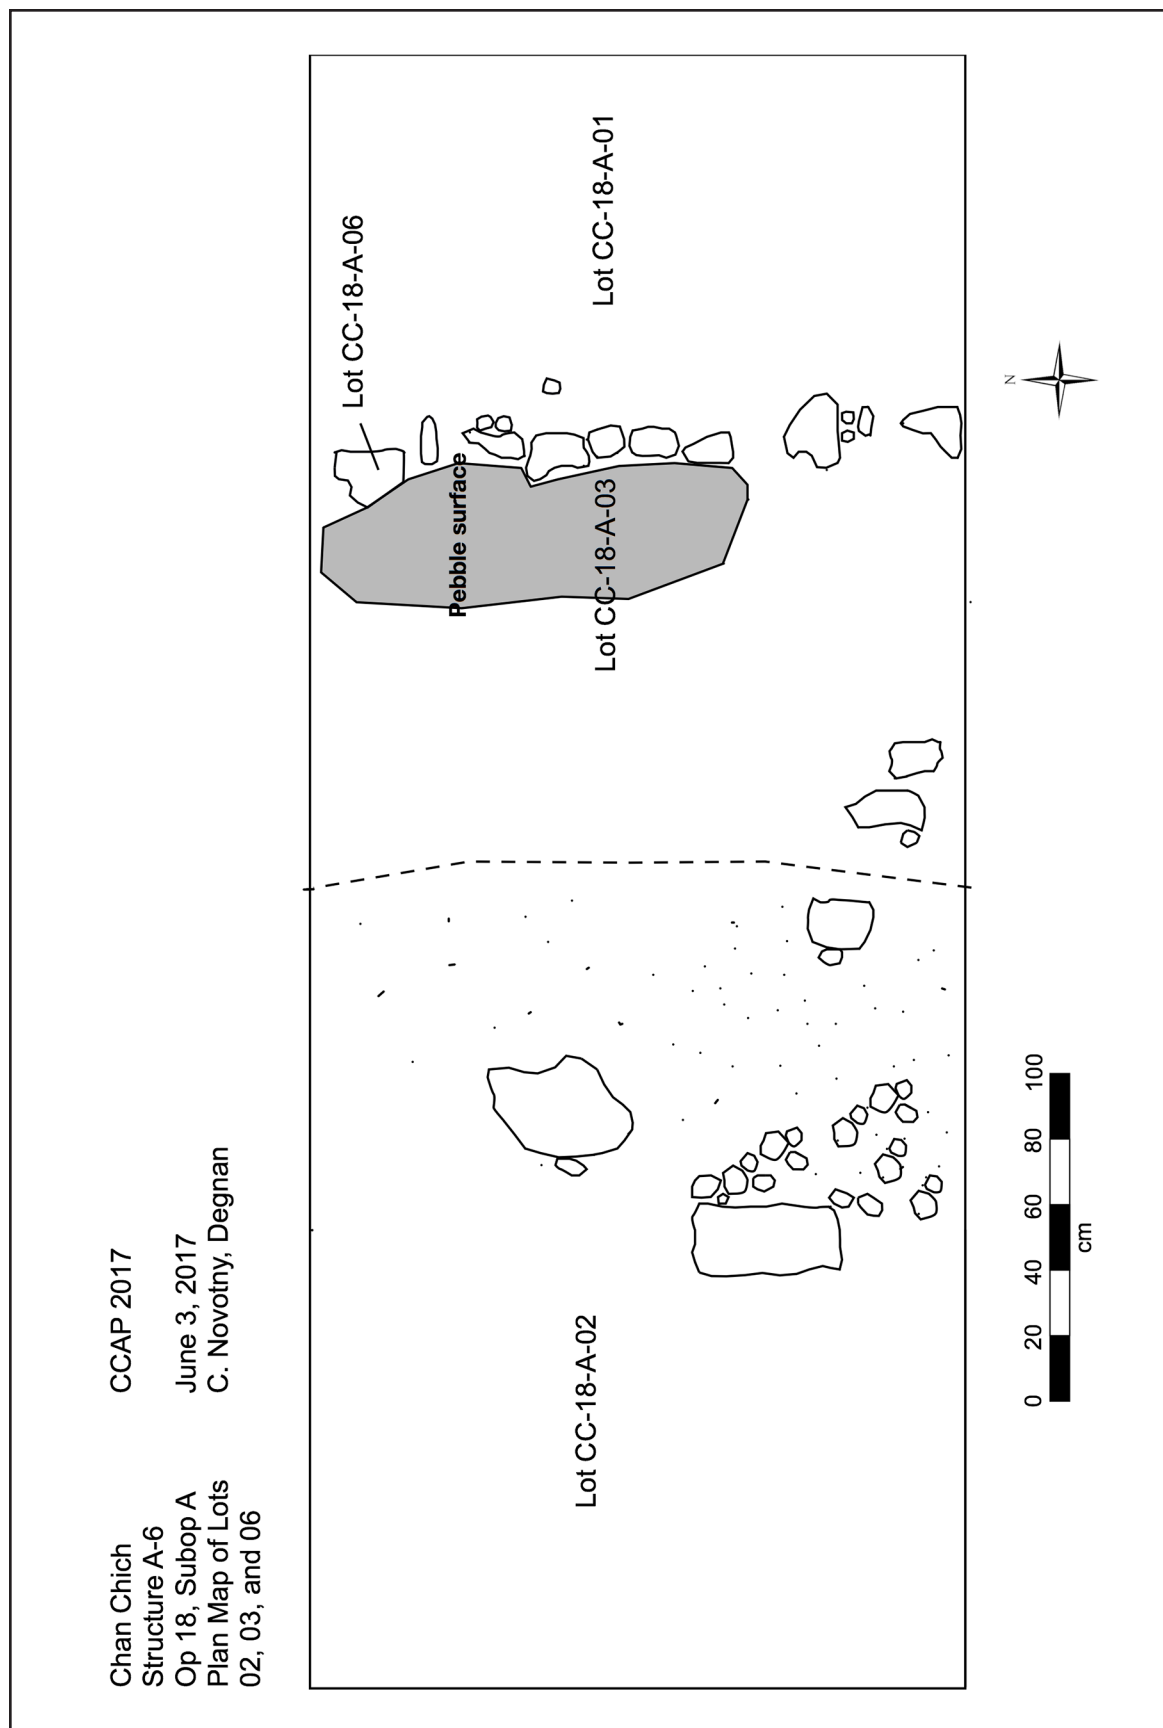 Chan Chich
Structure A-6
Op 18, Subop A
Plan Map of Lots
02, 03, and 06
CCAP 2017
June 3, 2017
C. Novotny, Degnan
Lot CC-18-A-06
Lot CC-18-A-01
Pebble surface
Lot CC-18-A-03
Lot CC-18-A-02
N
0 20 40 60 80 100
cm